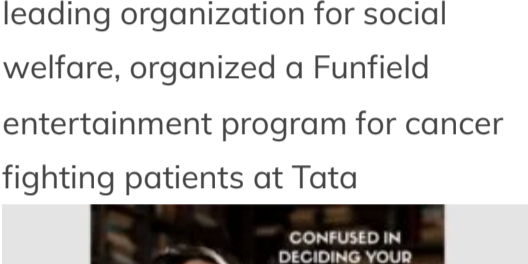 leading organization for social
welfare, organized a Funfield
entertainment program for cancer
fighting patients at Tata
CONFUSED IN
DECIDING YOUR